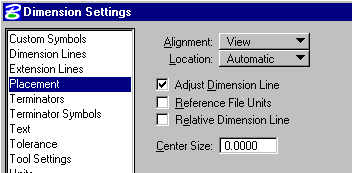 Dimension Settings
Custom Symbols
Dimension Lines
Extension Lines
Placement
Terminators
Terminator Symbols
Text
Tolerance
Tool Settings
Units
Alignment: View
Location: Automatic
Adjust Dimension Line
Reference File Units
Relative Dimension Line
Center Size: 0.0000